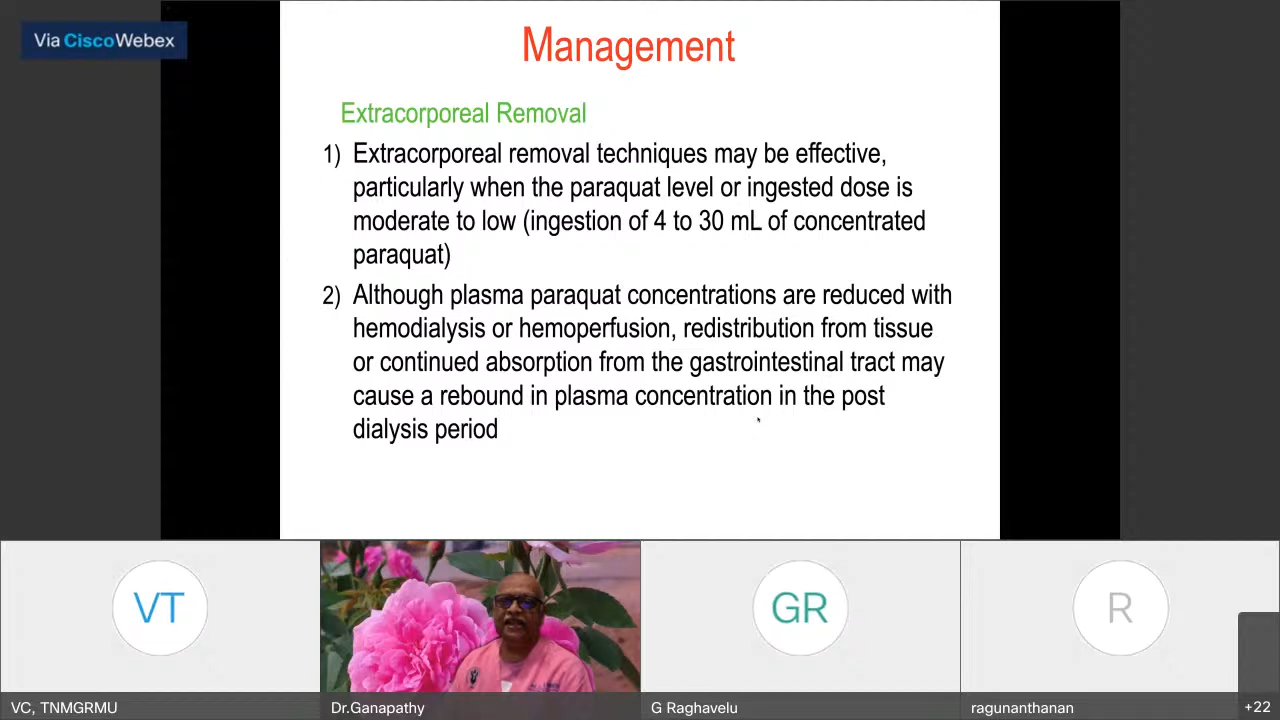 Via CiscoWebex
Management
Extracorporeal Removal
1) Extracorporeal removal techniques may be effective,
particularly when the paraquat level or ingested dose is
moderate to low (ingestion of 4 to 30 mL of concentrated
paraquat)
2) Although plasma paraquat concentrations are reduced with
hemodialysis or hemoperfusion, redistribution from tissue
or continued absorption from the gastrointestinal tract may
cause a rebound in plasma concentration in the post
dialysis period
VT
GR
R
VC, TNMGRMU
Dr.Ganapathy
G Raghavelu
ragunanthanan
+22